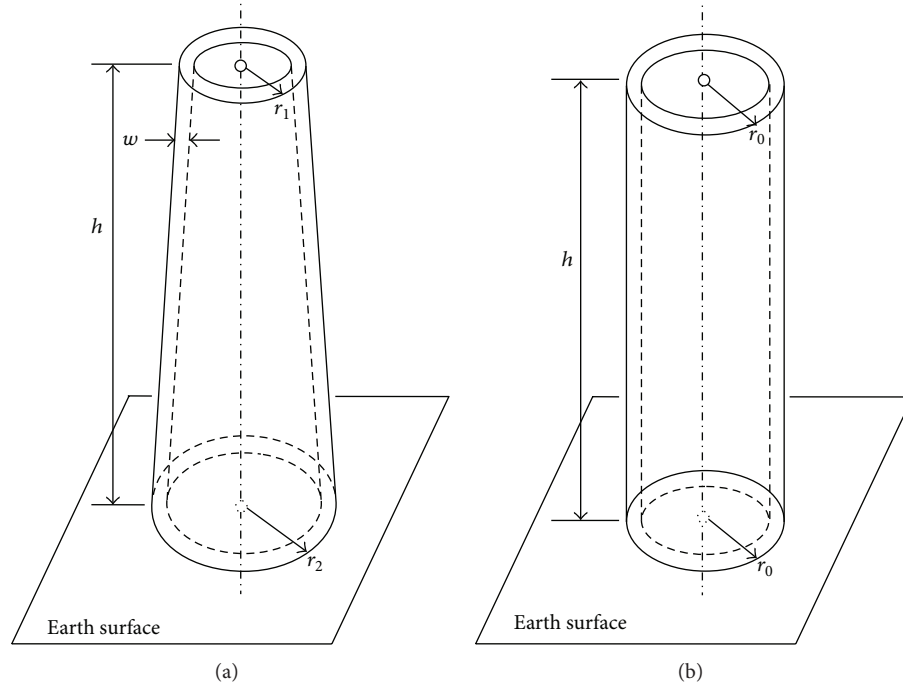 r₁
w
h
r₂
Earth surface
(a)
r₀
h
r₀
Earth surface
(b)